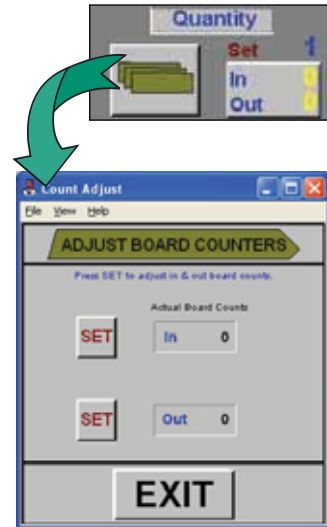 Quantity
Set
In
Out
Count Adjust
File View Help
ADJUST BOARD COUNTERS
Press SET to adjust in & out board counts.
Actual Board Counts
SET In 0
SET Out 0
EXIT